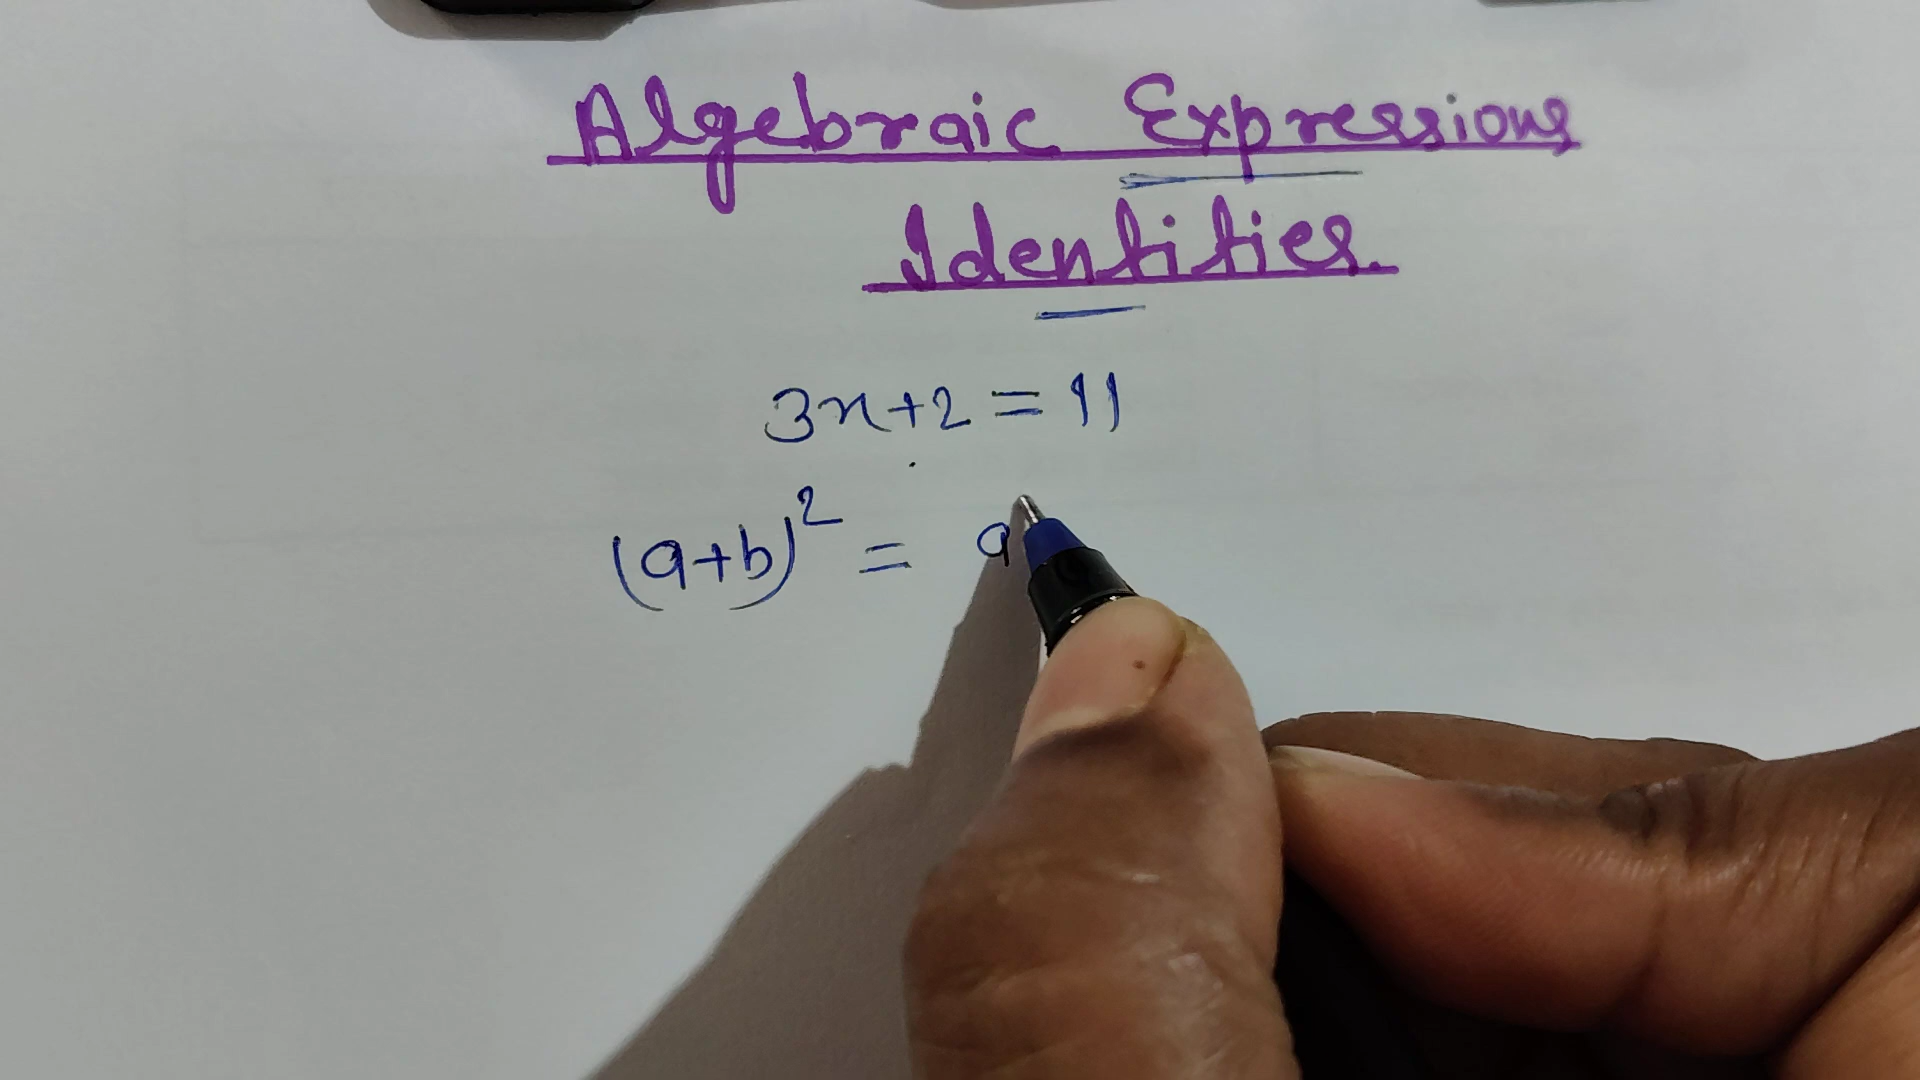 Algebraic Expressions
Identities.
3x+2 = 11
(a+b)² = a